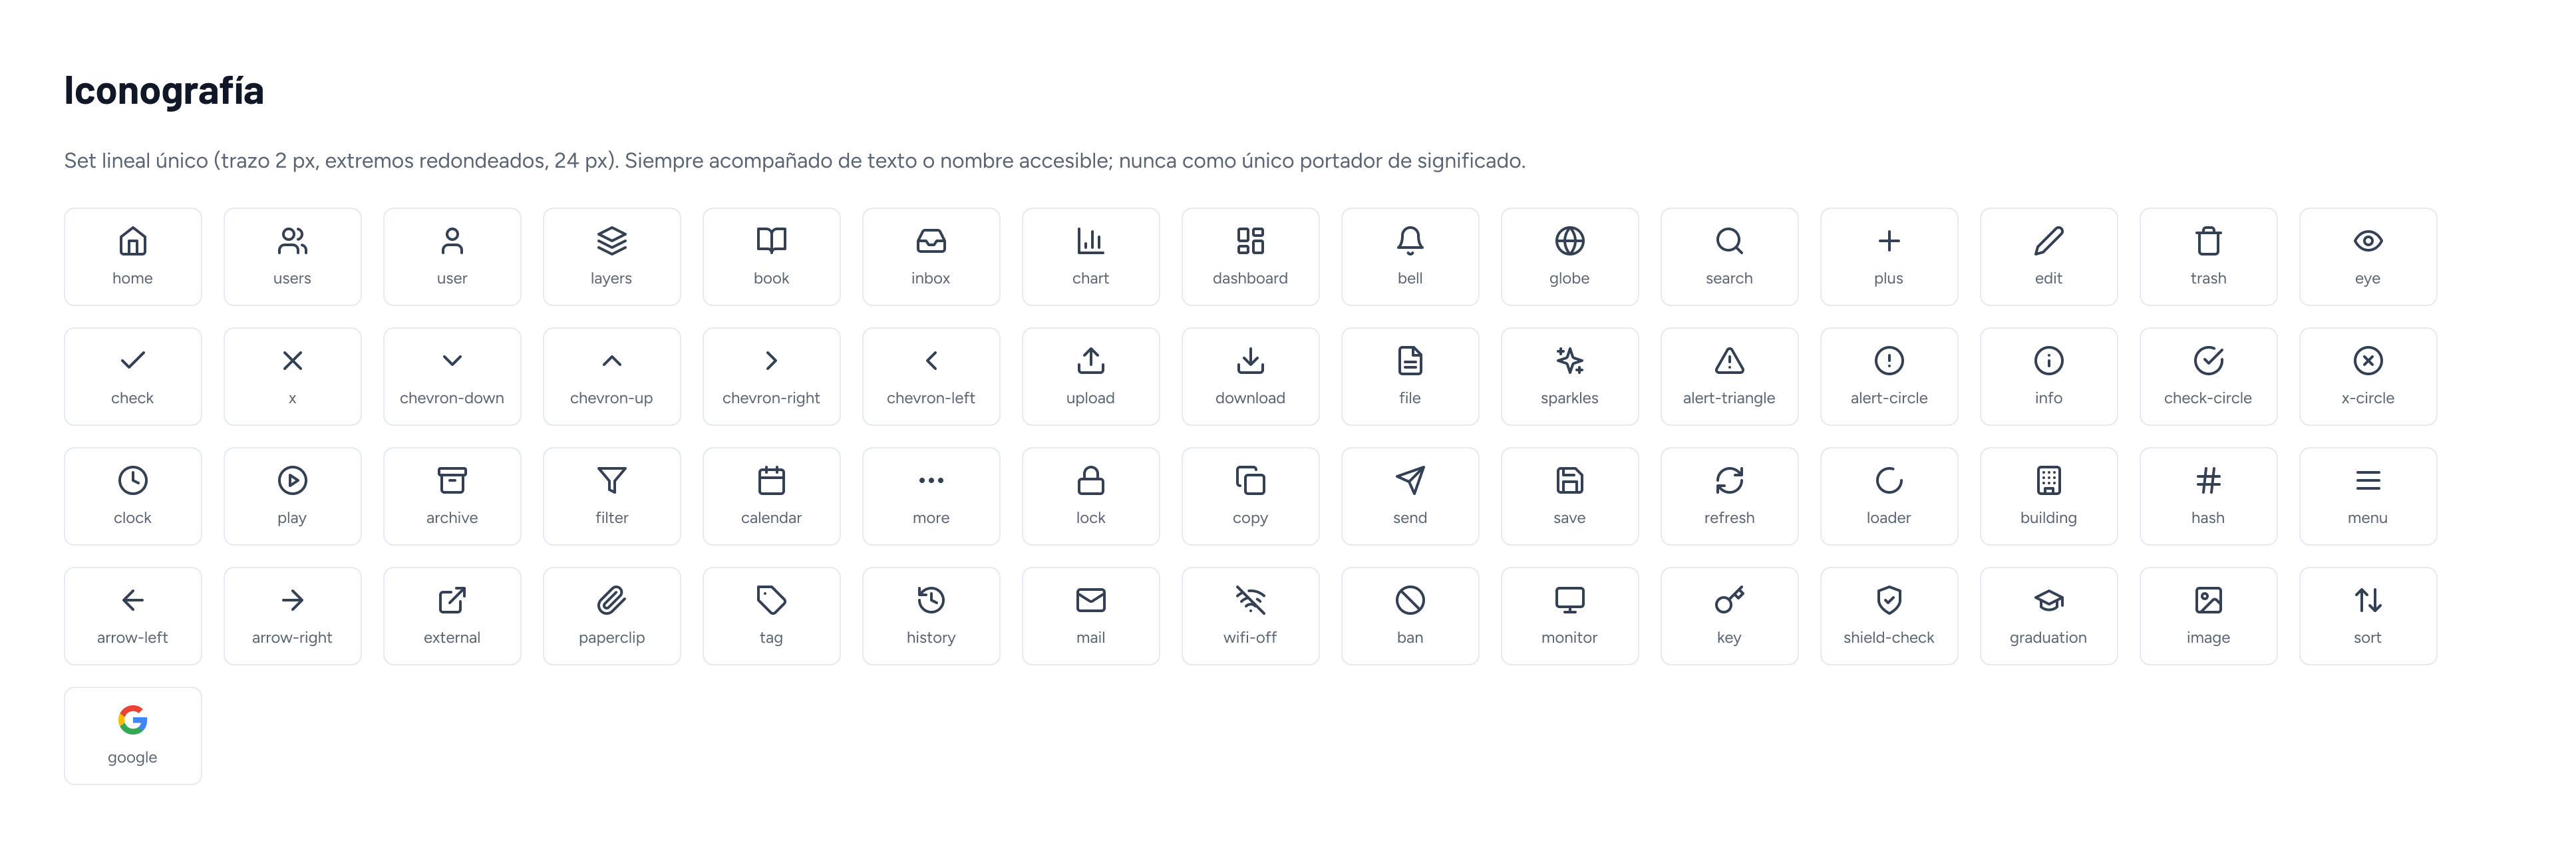 Iconografía
Set lineal único (trazo 2 px, extremos redondeados, 24 px). Siempre acompañado de texto o nombre accesible; nunca como único portador de significado.
home users user layers book inbox chart dashboard bell globe search plus edit trash eye
check x chevron-down chevron-up chevron-right chevron-left upload download file sparkles alert-triangle alert-circle info check-circle x-circle
clock play archive filter calendar more lock copy send save refresh loader building hash menu
arrow-left arrow-right external paperclip tag history mail wifi-off ban monitor key shield-check graduation image sort
google